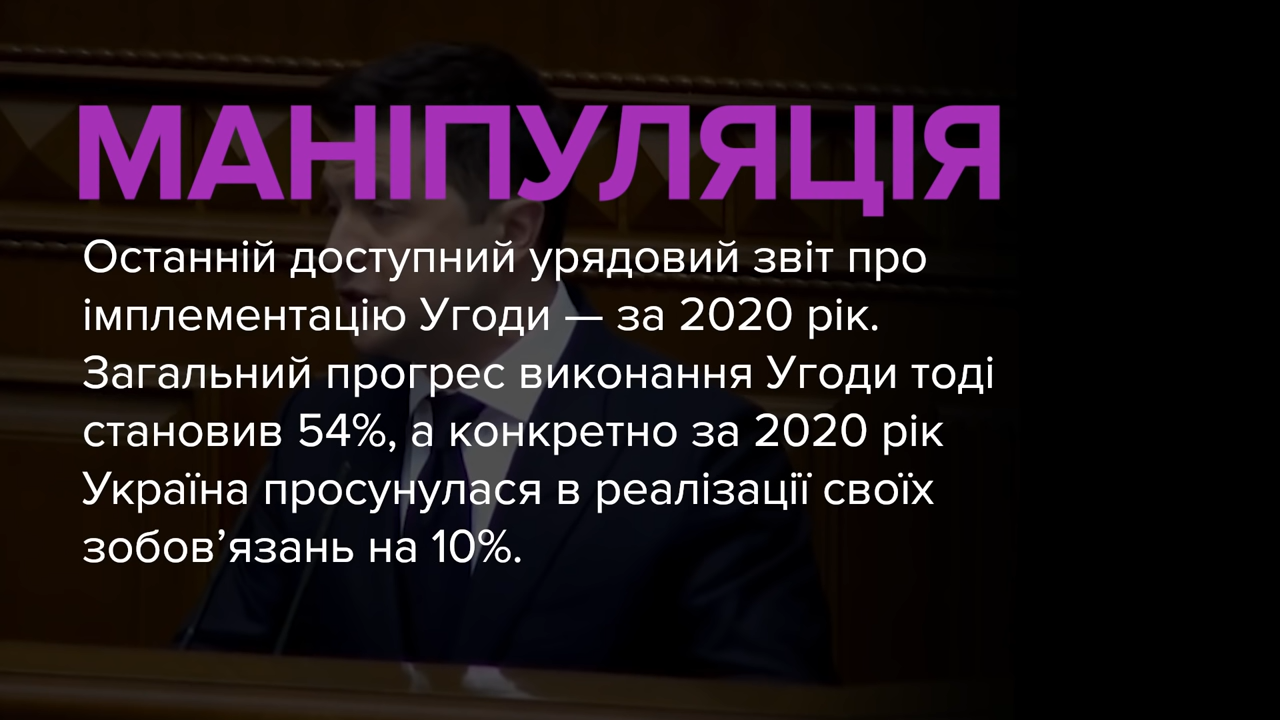 МАНІПУЛЯЦІЯ
Останній доступний урядовий звіт про
імплементацію Угоди — за 2020 рік.
Загальний прогрес виконання Угоди тоді
становив 54%, а конкретно за 2020 рік
Україна просунулася в реалізації своїх
зобов’язань на 10%.